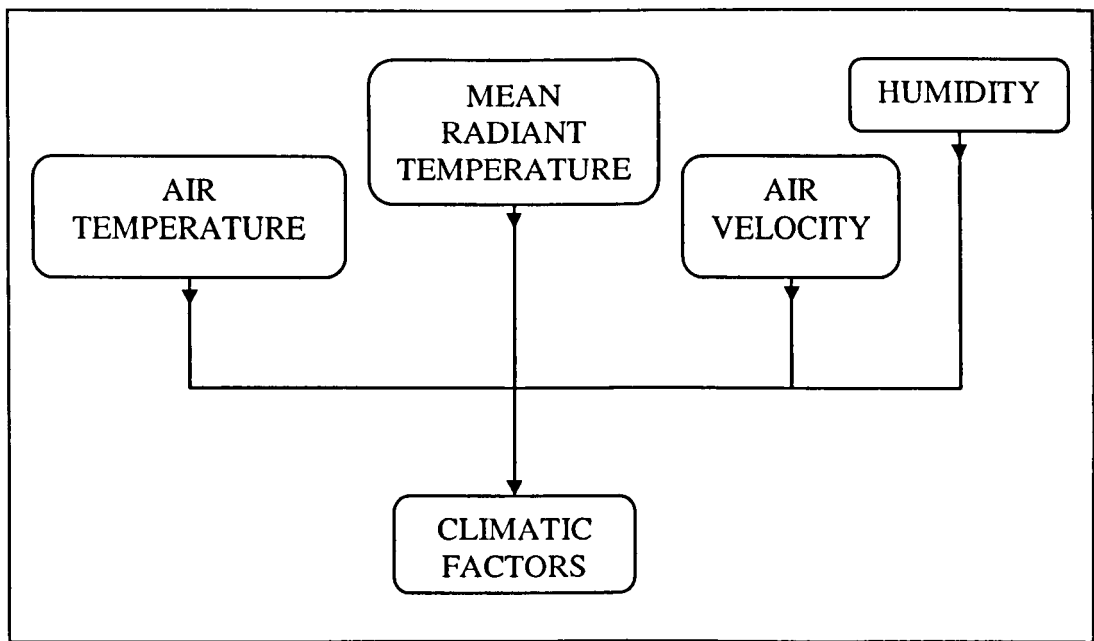 MEAN
RADIANT
TEMPERATURE
HUMIDITY
AIR
TEMPERATURE
AIR
VELOCITY
CLIMATIC
FACTORS